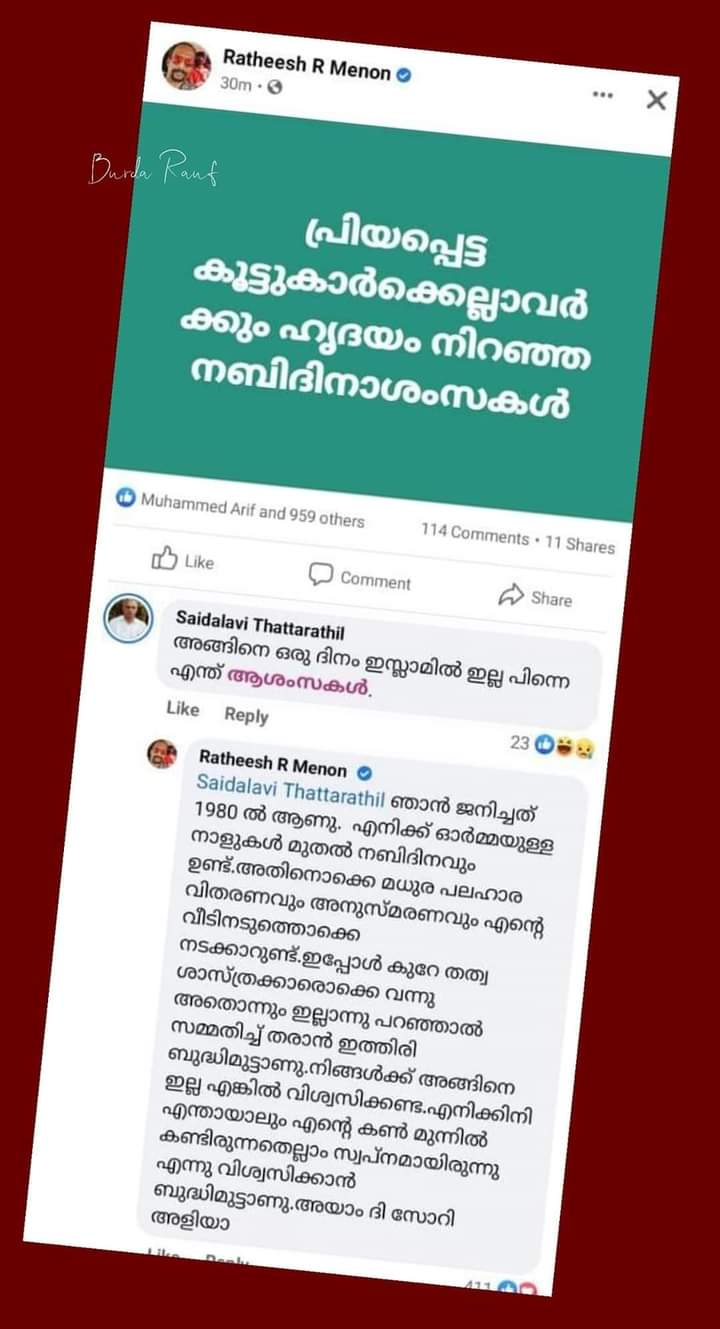 Ratheesh R Menon
30m
Burda Rauf
പ്രിയപ്പെട്ട
കൂട്ടുകാർക്കെല്ലാവർ
ക്കും ഹൃദയം നിറഞ്ഞ
നബിദിനാശംസകൾ
Muhammed Arif and 959 others
114 Comments • 11 Shares
Like
Comment
Share
Saidalavi Thattarathil
അങ്ങിനെ ഒരു ദിനം ഇസ്ലാമിൽ ഇല്ല പിന്നെ
എന്ത് ആശംസകൾ.
Like Reply
23
Ratheesh R Menon
Saidalavi Thattarathil ഞാൻ ജനിച്ചത്
1980 ൽ ആണു. എനിക്ക് ഓർമ്മയുള്ള
നാളുകൾ മുതൽ നബിദിനവും
ഉണ്ട്.അതിനൊക്കെ മധുര പലഹാര
വിതരണവും അനുസ്മരണവും എന്റെ
വീടിനടുത്തൊക്കെ
നടക്കാറുണ്ട്.ഇപ്പോൾ കുറേ തത്വ
ശാസ്ത്രക്കാരൊക്കെ വന്നു
അതൊന്നും ഇല്ലാന്നു പറഞ്ഞാൽ
സമ്മതിച്ച് തരാൻ ഇത്തിരി
ബുദ്ധിമുട്ടാണു.നിങ്ങൾക്ക് അങ്ങിനെ
ഇല്ല എങ്കിൽ വിശ്വസിക്കണ്ട.എനിക്കിനി
എന്തായാലും എന്റെ കൺ മുന്നിൽ
കണ്ടിരുന്നതെല്ലാം സ്വപ്നമായിരുന്നു
എന്നു വിശ്വസിക്കാൻ
ബുദ്ധിമുട്ടാണു.അയാം ദി സോറി
അളിയാ
Like Reply
411